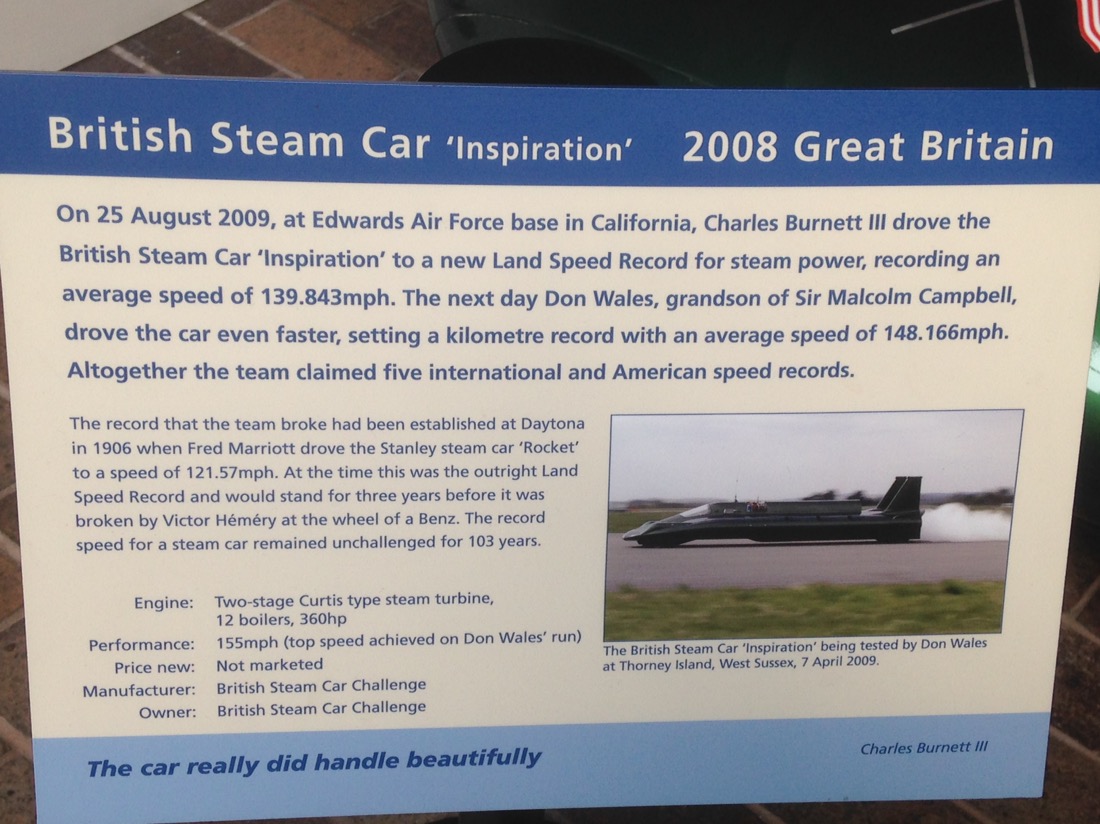 British Steam Car 'Inspiration' 2008 Great Britain
On 25 August 2009, at Edwards Air Force base in California, Charles Burnett III drove the
British Steam Car 'Inspiration' to a new Land Speed Record for steam power, recording an
average speed of 139.843mph. The next day Don Wales, grandson of Sir Malcolm Campbell,
drove the car even faster, setting a kilometre record with an average speed of 148.166mph.
Altogether the team claimed five international and American speed records.
The record that the team broke had been established at Daytona
in 1906 when Fred Marriott drove the Stanley steam car 'Rocket'
to a speed of 121.57mph. At the time this was the outright Land
Speed Record and would stand for three years before it was
broken by Victor Héméry at the wheel of a Benz. The record
speed for a steam car remained unchallenged for 103 years.
Engine: Two-stage Curtis type steam turbine,
12 boilers, 360hp
Performance: 155mph (top speed achieved on Don Wales' run)
Price new: Not marketed
Manufacturer: British Steam Car Challenge
Owner: British Steam Car Challenge
The British Steam Car 'Inspiration' being tested by Don Wales
at Thorney Island, West Sussex, 7 April 2009.
The car really did handle beautifully
Charles Burnett III